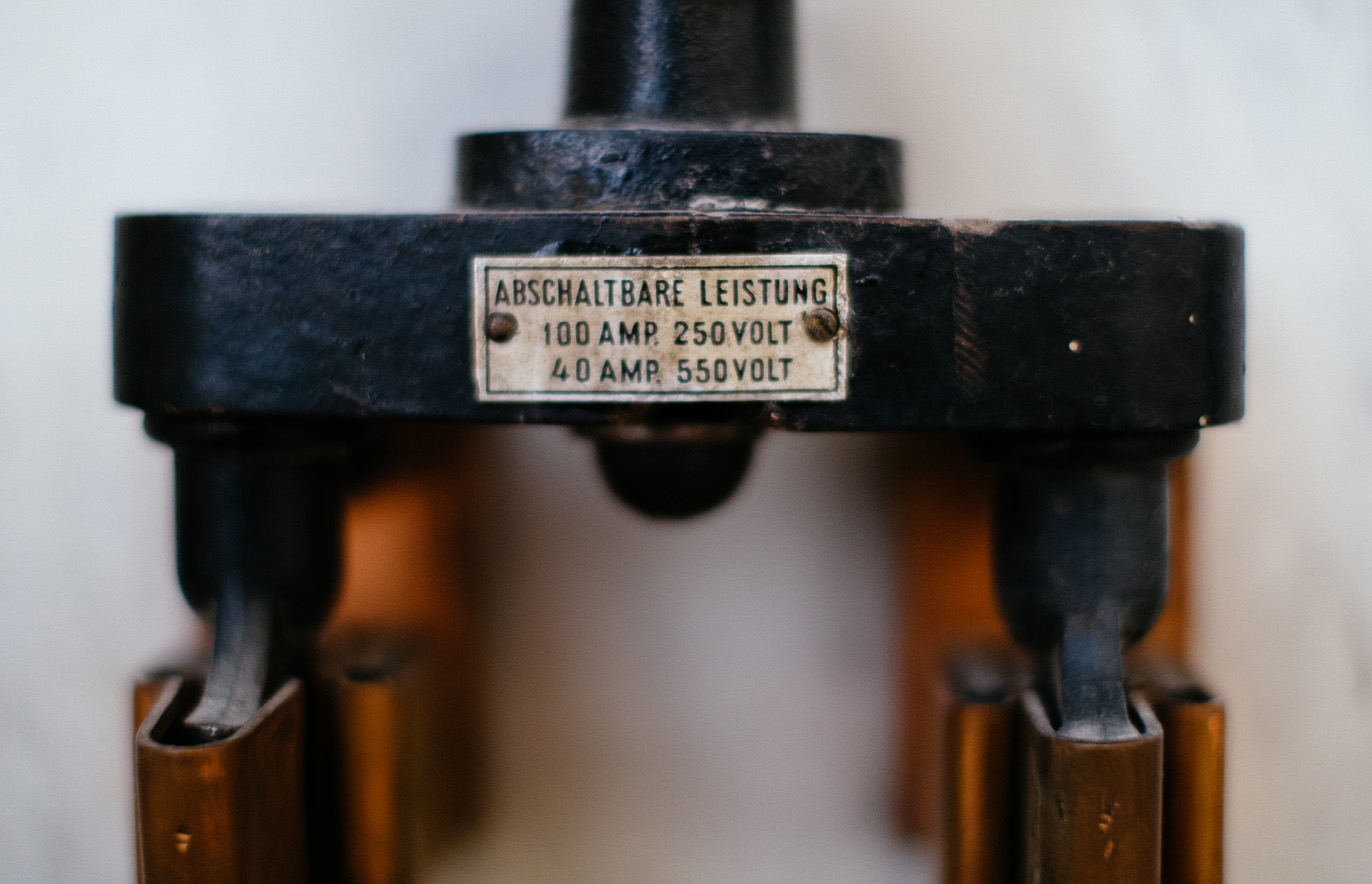 ABSCHALTBARE LEISTUNG
100 AMP. 250 VOLT
40 AMP. 550 VOLT